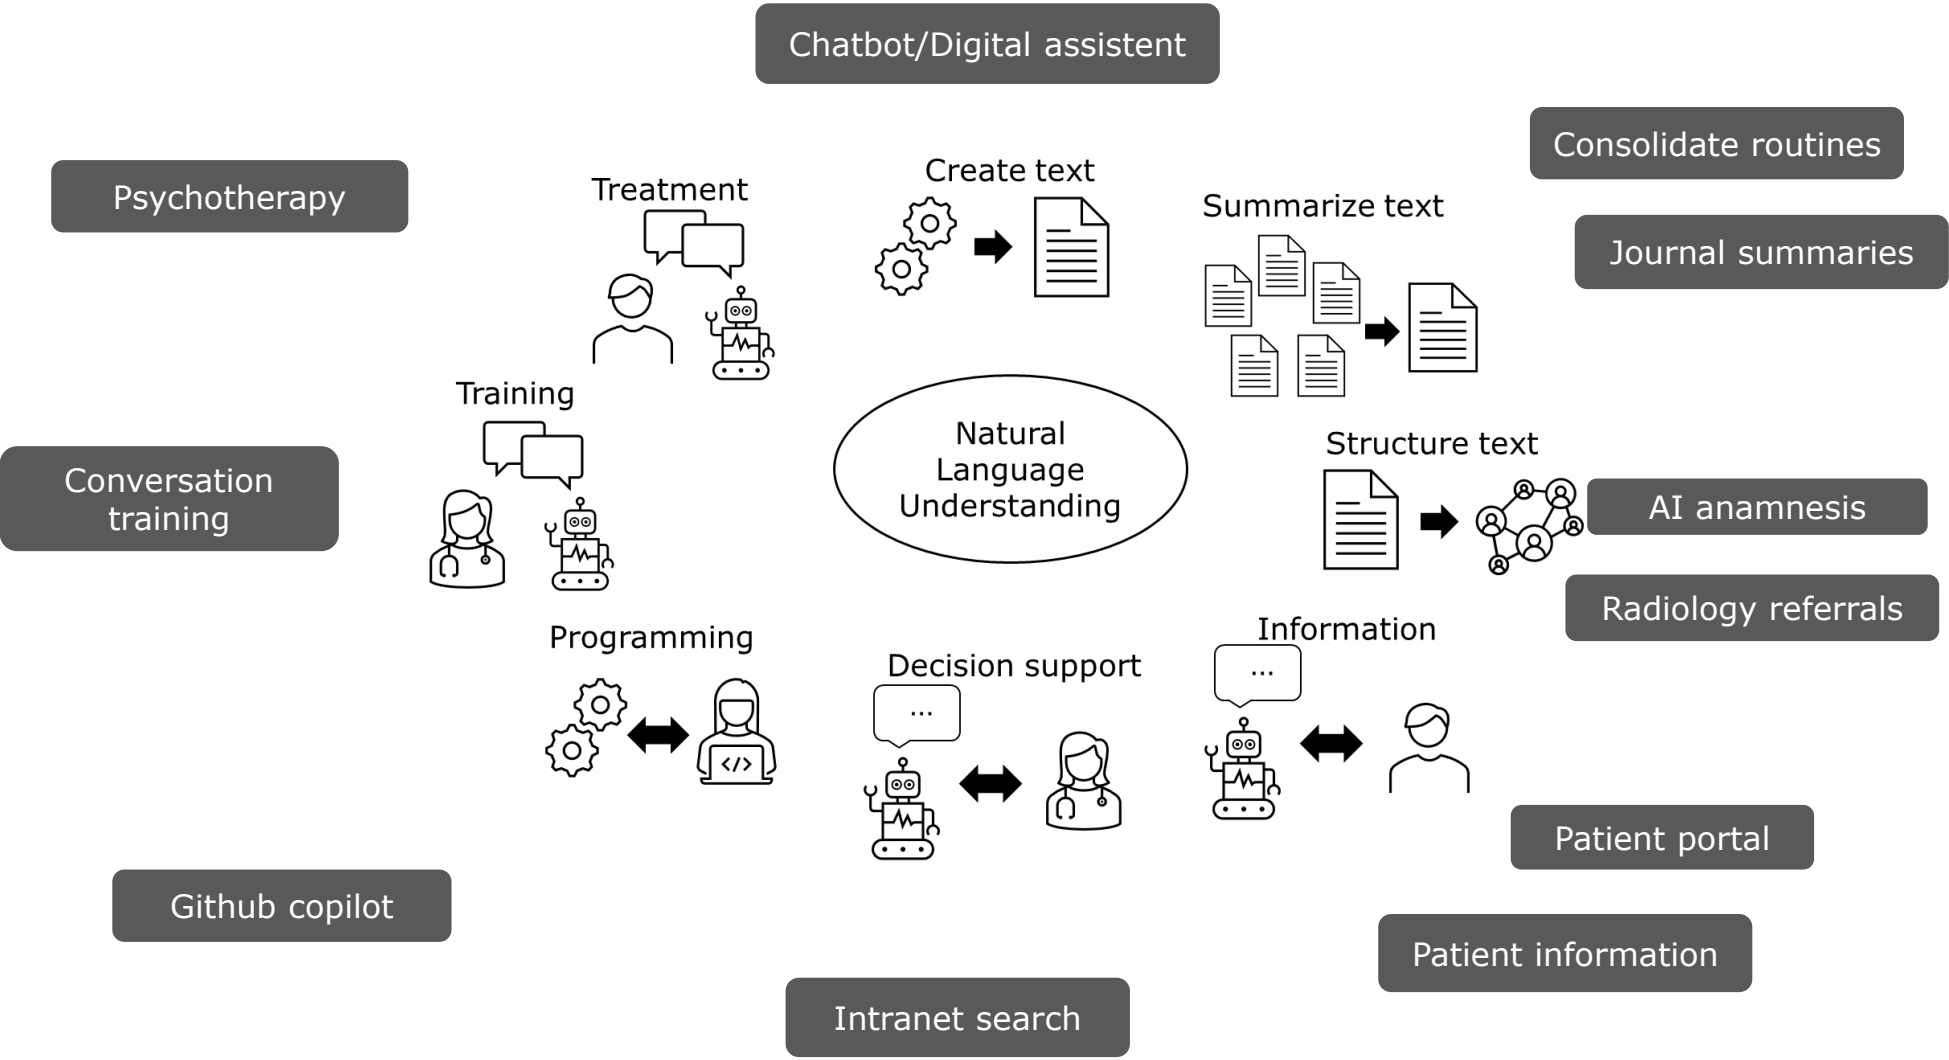 Chatbot/Digital assistent
Consolidate routines
Journal summaries
Psychotherapy
Treatment
Create text
Summarize text
Training
Conversation
training
Natural
Language
Understanding
Structure text
AI anamnesis
Radiology referrals
Programming
</>
Decision support
...
Information
...
Patient portal
Patient information
Github copilot
Intranet search